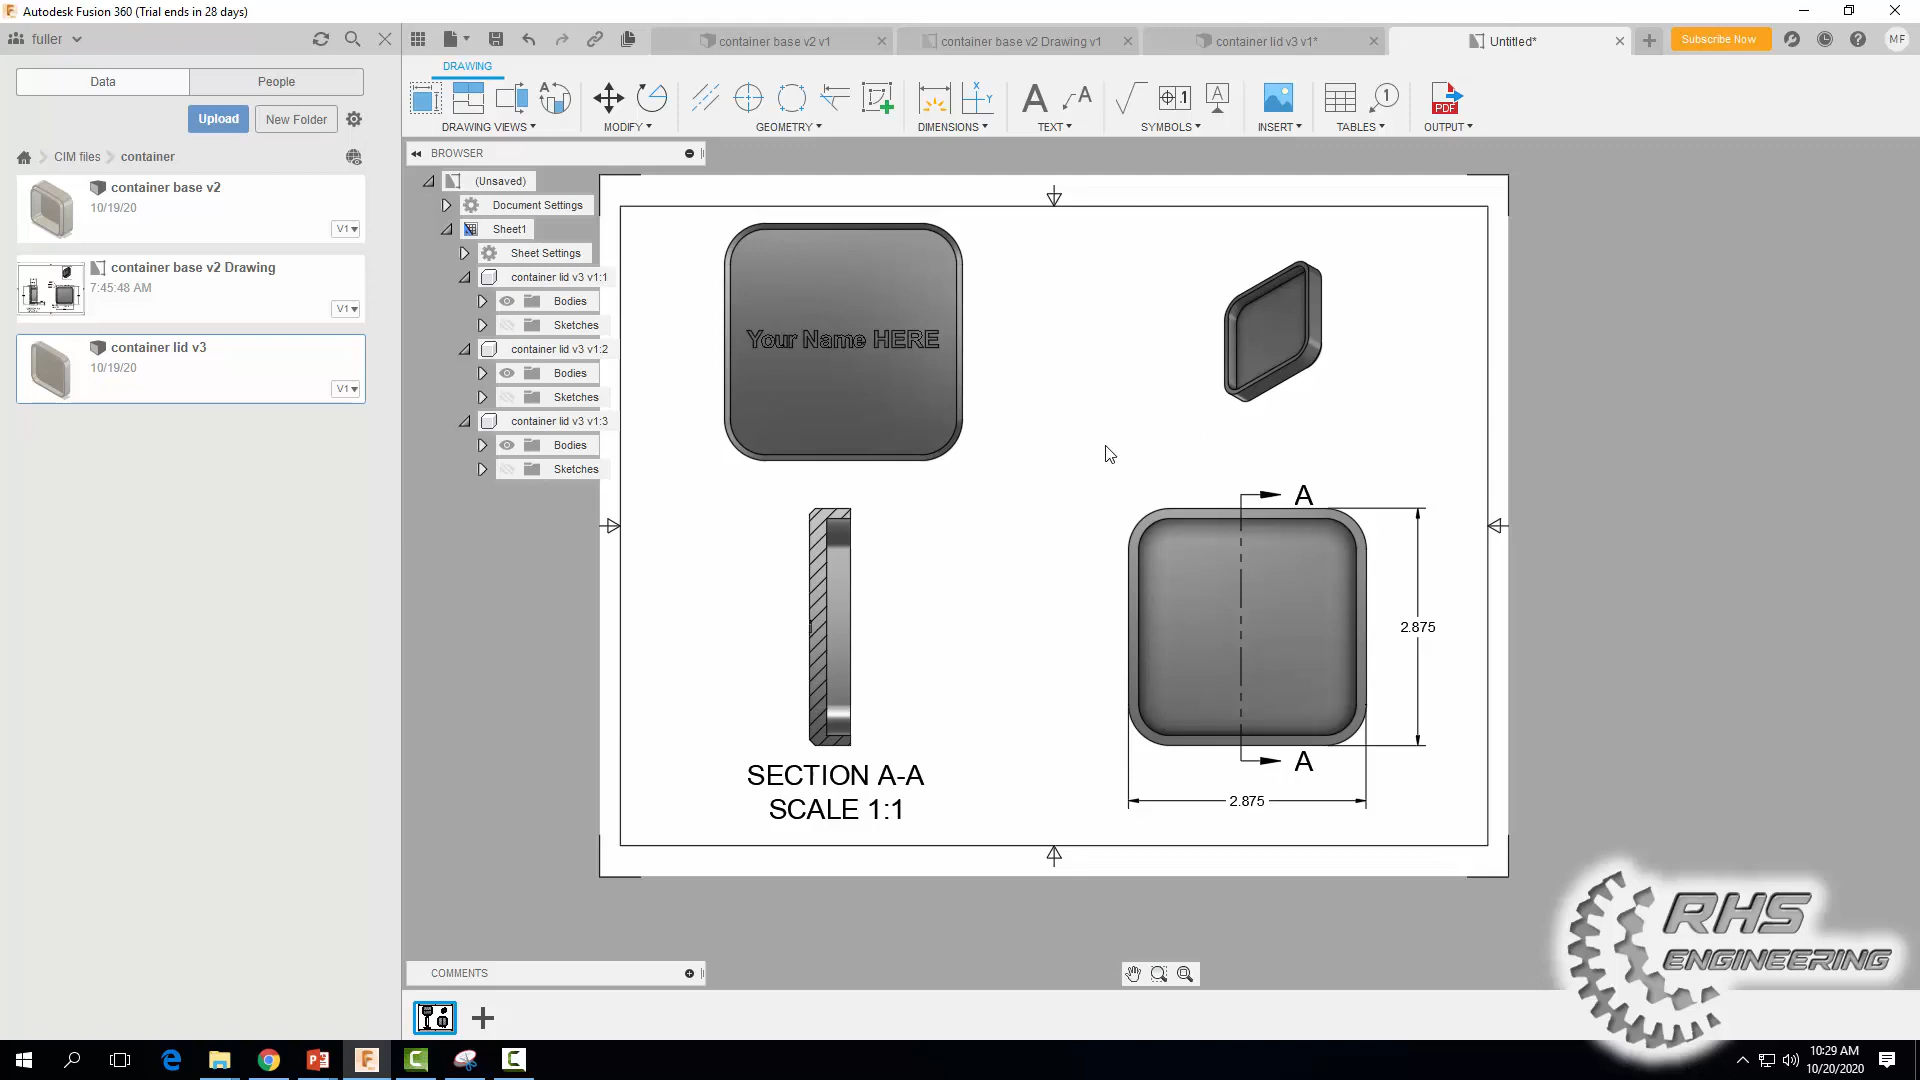 Autodesk Fusion 360 (Trial ends in 28 days)
fuller
container base v2 v1
container base v2 Drawing v1
container lid v3 v1*
Untitled*
Subscribe Now
MF
Data
People
DRAWING
Upload
New Folder
DRAWING VIEWS
MODIFY
GEOMETRY
DIMENSIONS
TEXT
SYMBOLS
INSERT
TABLES
OUTPUT
CIM files
container
BROWSER
container base v2
10/19/20
V1
container base v2 Drawing
7:45:48 AM
V1
container lid v3
10/19/20
V1
(Unsaved)
Document Settings
Sheet1
Sheet Settings
container lid v3 v1:1
Bodies
Sketches
container lid v3 v1:2
Bodies
Sketches
container lid v3 v1:3
Bodies
Sketches
Your Name HERE
A
2.875
A
2.875
SECTION A-A
SCALE 1:1
RHS
ENGINEERING
COMMENTS
10:29 AM
10/20/2020